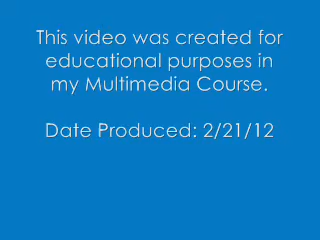 This video was created for
educational purposes in
my Multimedia Course.
Date Produced: 2/21/12